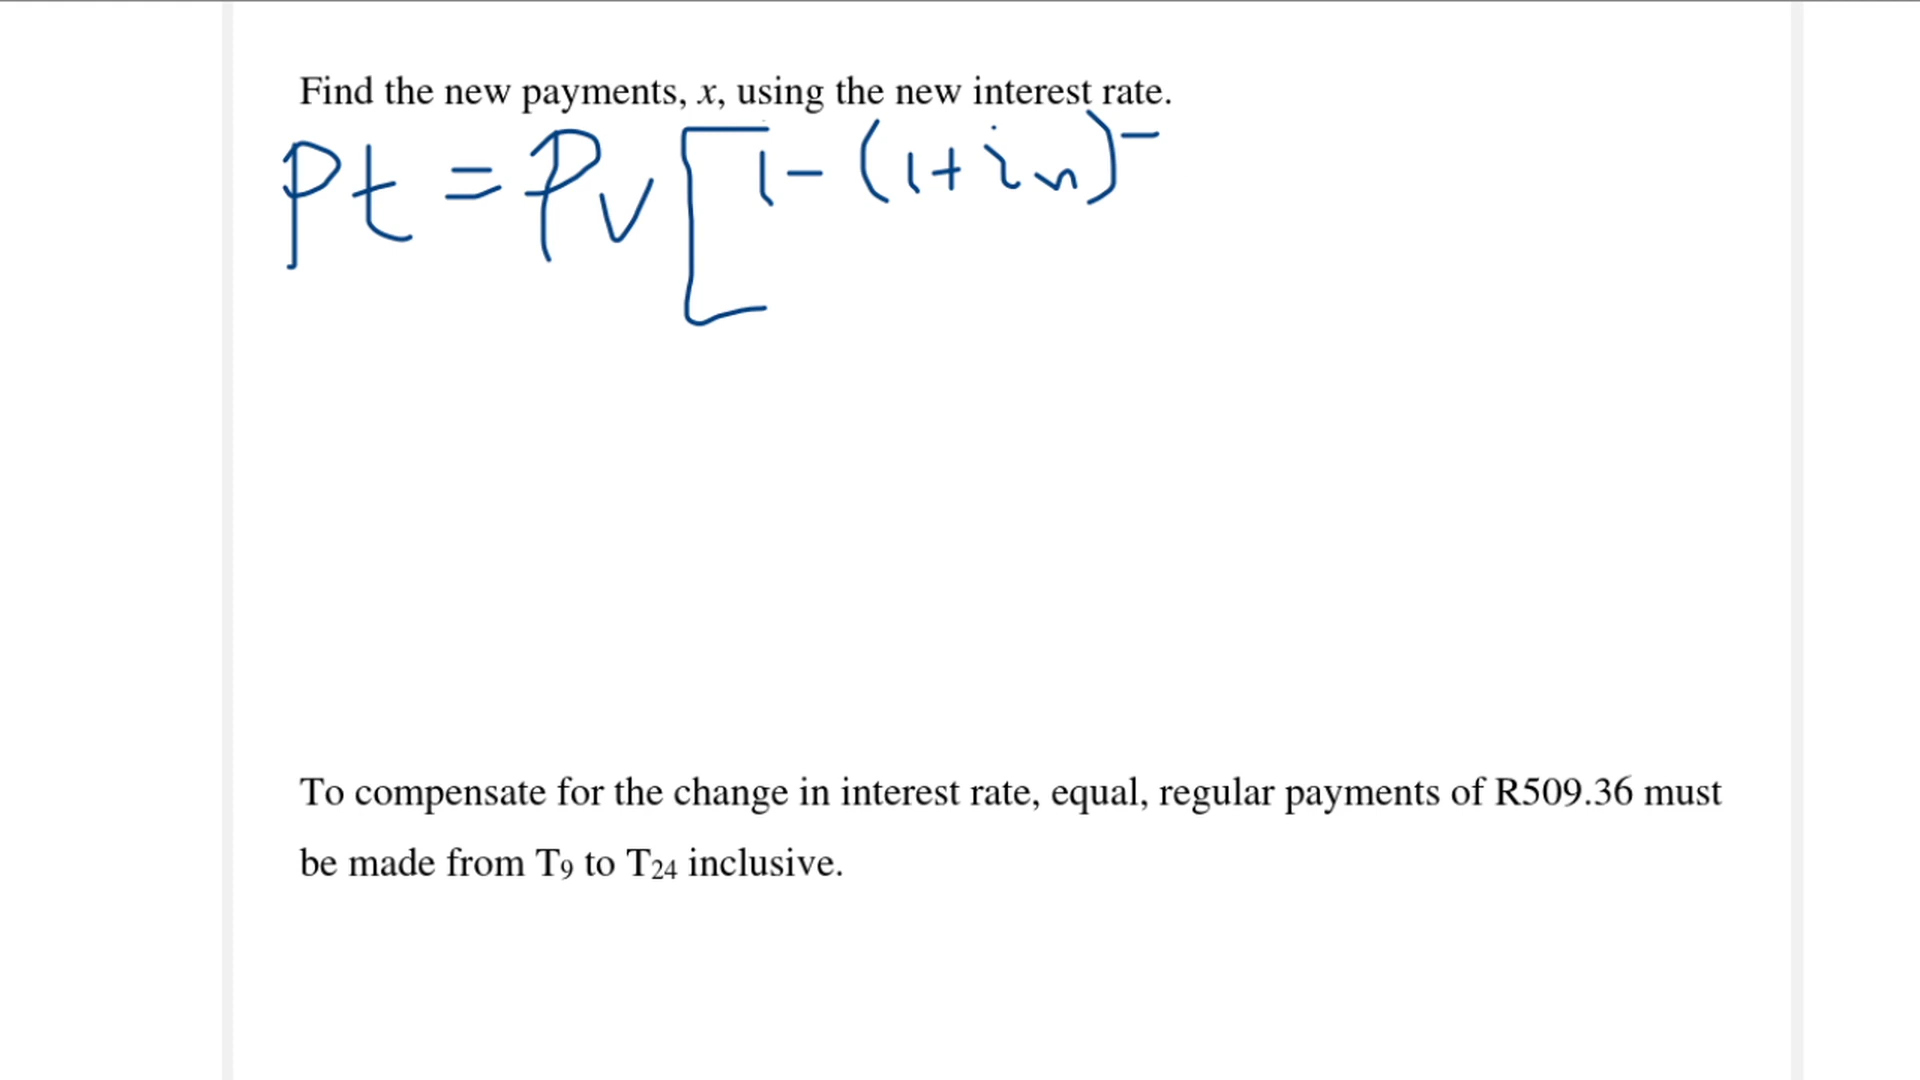 Find the new payments, x, using the new interest rate.
Pt = Pv [1 - (1 + in)^-
To compensate for the change in interest rate, equal, regular payments of R509.36 must
be made from T9 to T24 inclusive.